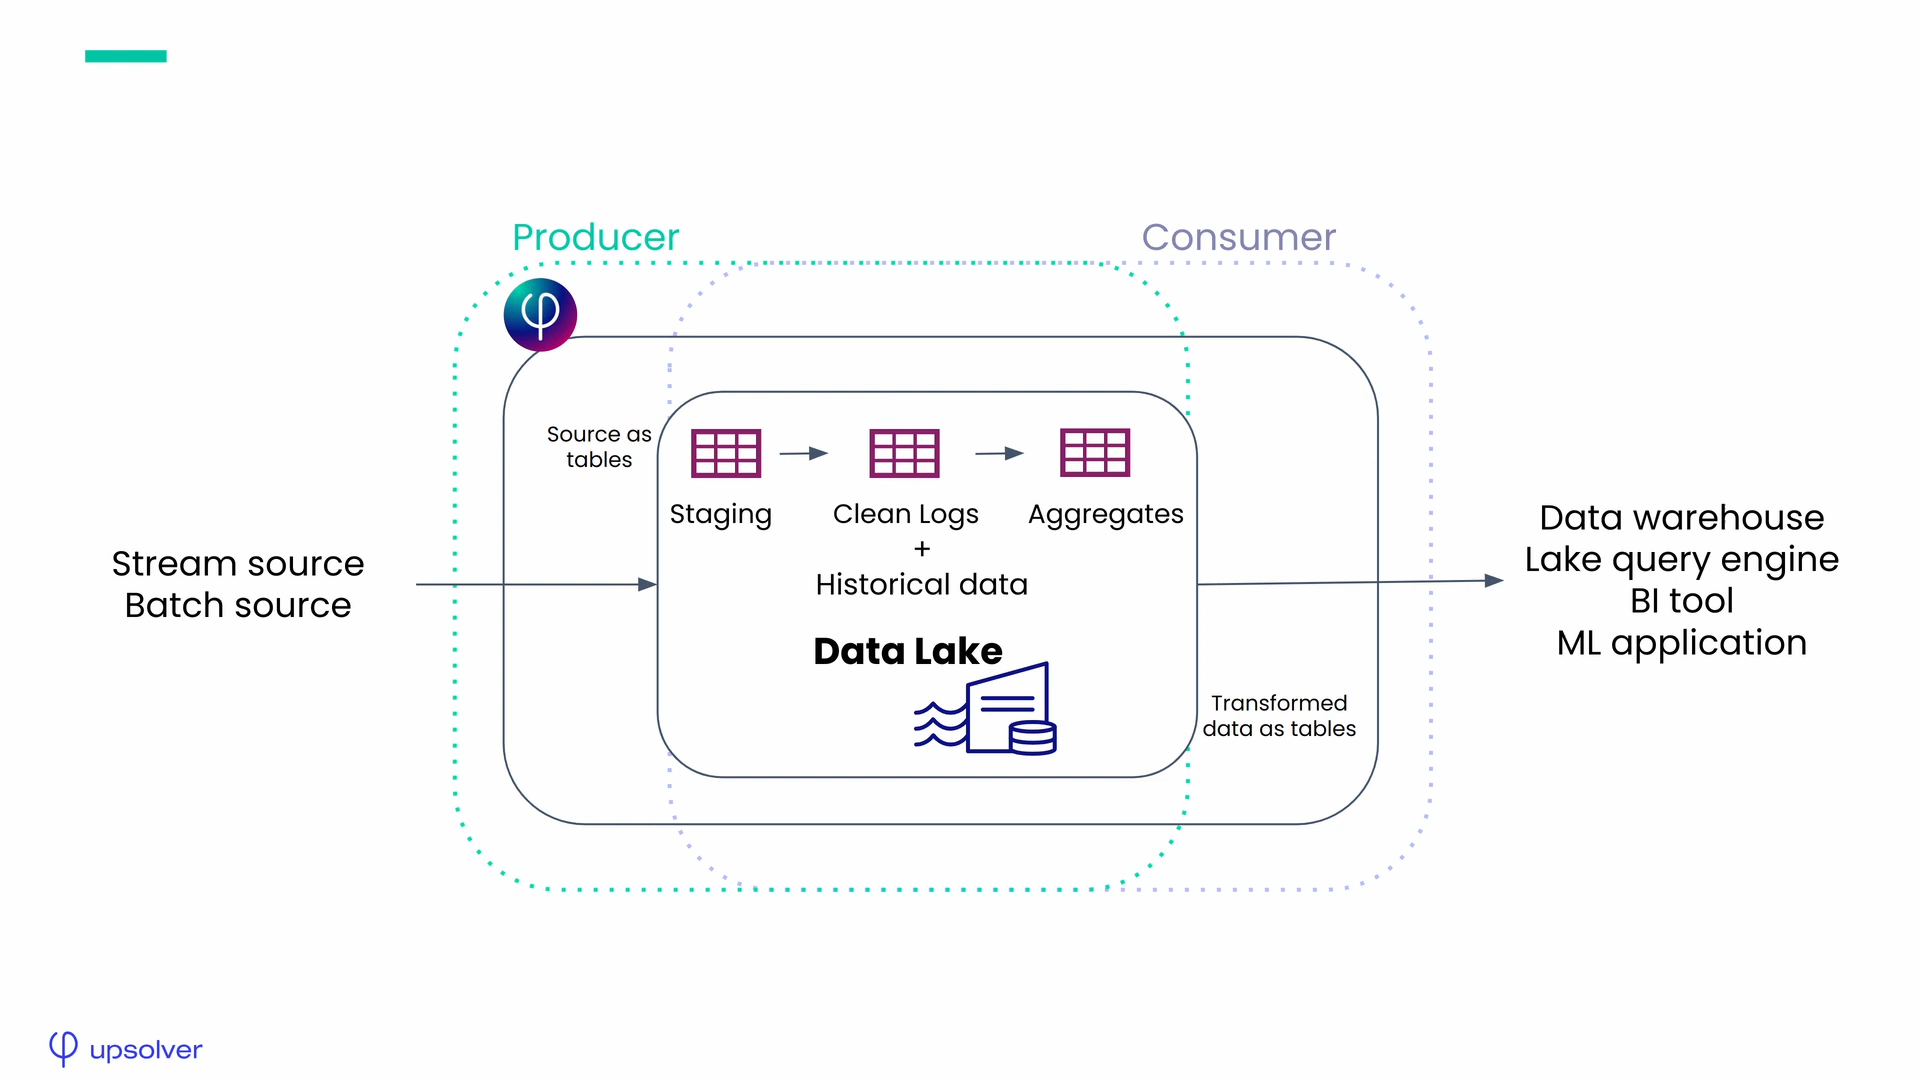 Producer
Consumer
Source as
tables
Staging
Clean Logs
Aggregates
+
Historical data
Data Lake
Stream source
Batch source
Data warehouse
Lake query engine
BI tool
ML application
Transformed
data as tables
upsolver